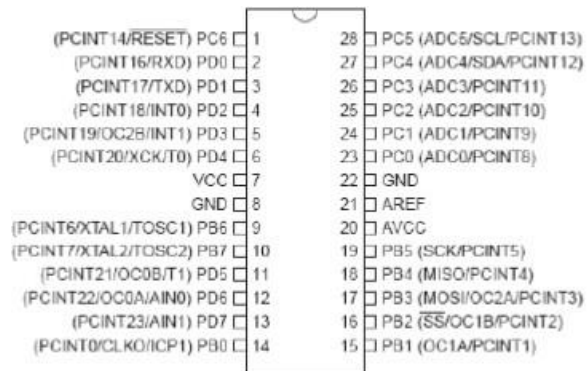 (PCINT14/RESET) PC6 1 28 PC5 (ADC5/SCL/PCINT13)
(PCINT16/RXD) PD0 2 27 PC4 (ADC4/SDA/PCINT12)
(PCINT17/TXD) PD1 3 26 PC3 (ADC3/PCINT11)
(PCINT18/INT0) PD2 4 25 PC2 (ADC2/PCINT10)
(PCINT19/OC2B/INT1) PD3 5 24 PC1 (ADC1/PCINT9)
(PCINT20/XCK/T0) PD4 6 23 PC0 (ADC0/PCINT8)
VCC 7 22 GND
GND 8 21 AREF
(PCINT6/XTAL1/TOSC1) PB6 9 20 AVCC
(PCINT7/XTAL2/TOSC2) PB7 10 19 PB5 (SCK/PCINT5)
(PCINT21/OC0B/T1) PD5 11 18 PB4 (MISO/PCINT4)
(PCINT22/OC0A/AIN0) PD6 12 17 PB3 (MOSI/OC2A/PCINT3)
(PCINT23/AIN1) PD7 13 16 PB2 (SS/OC1B/PCINT2)
(PCINT0/CLKO/ICP1) PB0 14 15 PB1 (OC1A/PCINT1)